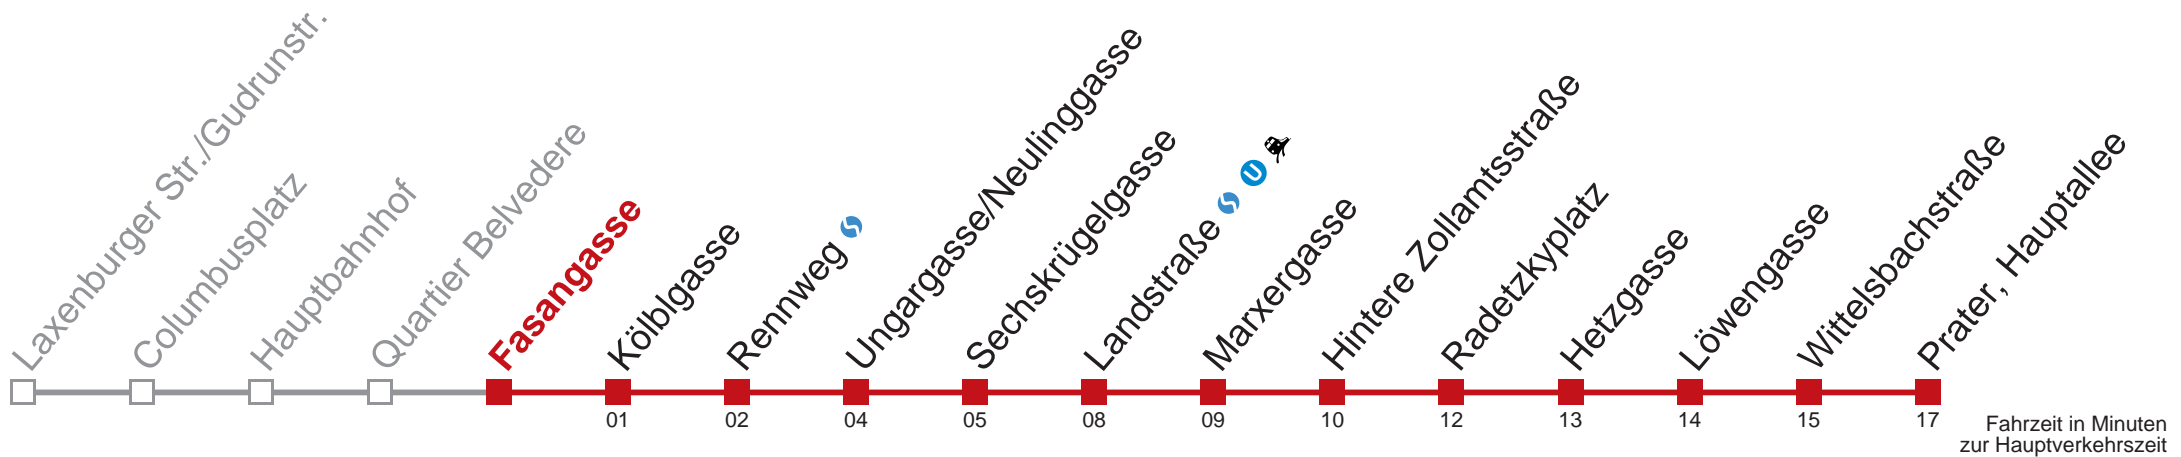 Laxenburger Str./Gudrunstr.
Columbusplatz
Hauptbahnhof
Quartier Belvedere
Fasangasse
Kölblgasse
Rennweg S
Ungargasse/Neulinggasse
Sechskrügelgasse
Landstraße S U
Marxergasse
Hintere Zollamtsstraße
Radetzkyplatz
Hetzgasse
Löwengasse
Wittelsbachstraße
Prater, Hauptallee
01 02 04 05 08 09 10 12 13 14 15 17
Fahrzeit in Minuten
zur Hauptverkehrszeit